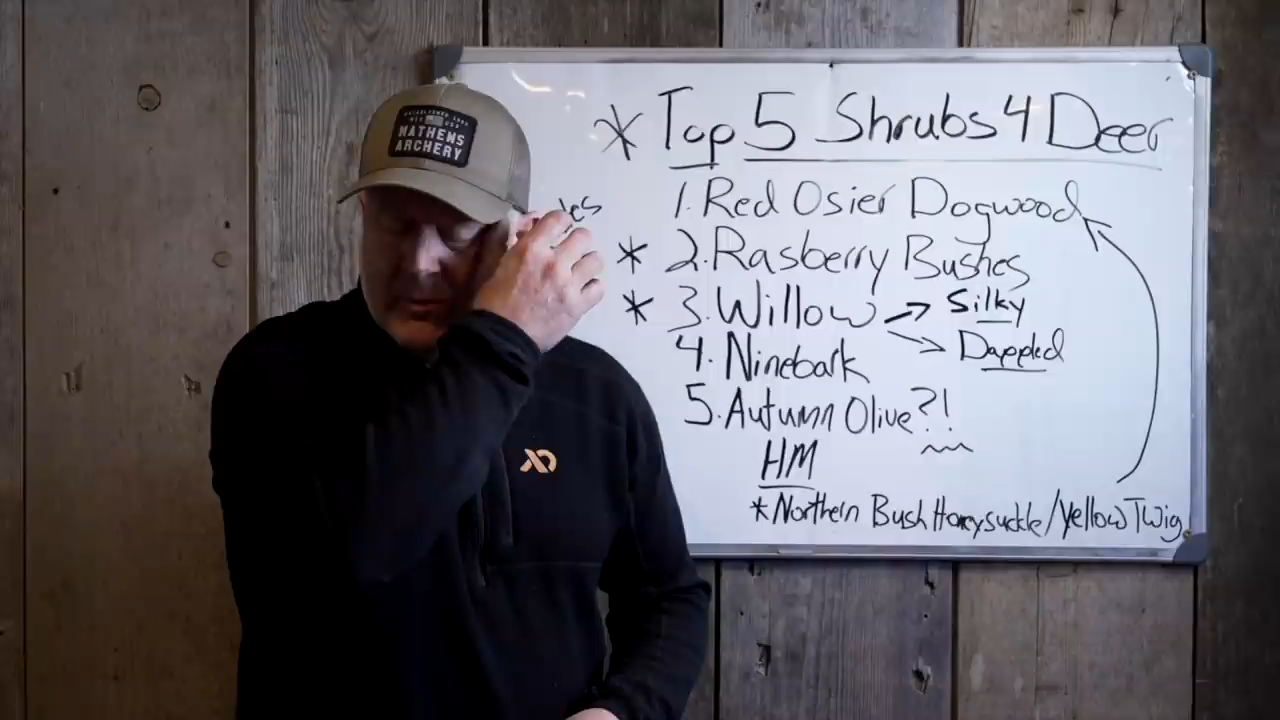 MATHEWS
ARCHERY
* Top 5 Shrubs 4 Deer
1. Red Osier Dogwood
* 2. Rasberry Bushes
* 3. Willow → Silky
→ Dappled
4. Ninebark
5. Autumn Olive?!
HM
* Northern Bush Honeysuckle/Yellow Twig